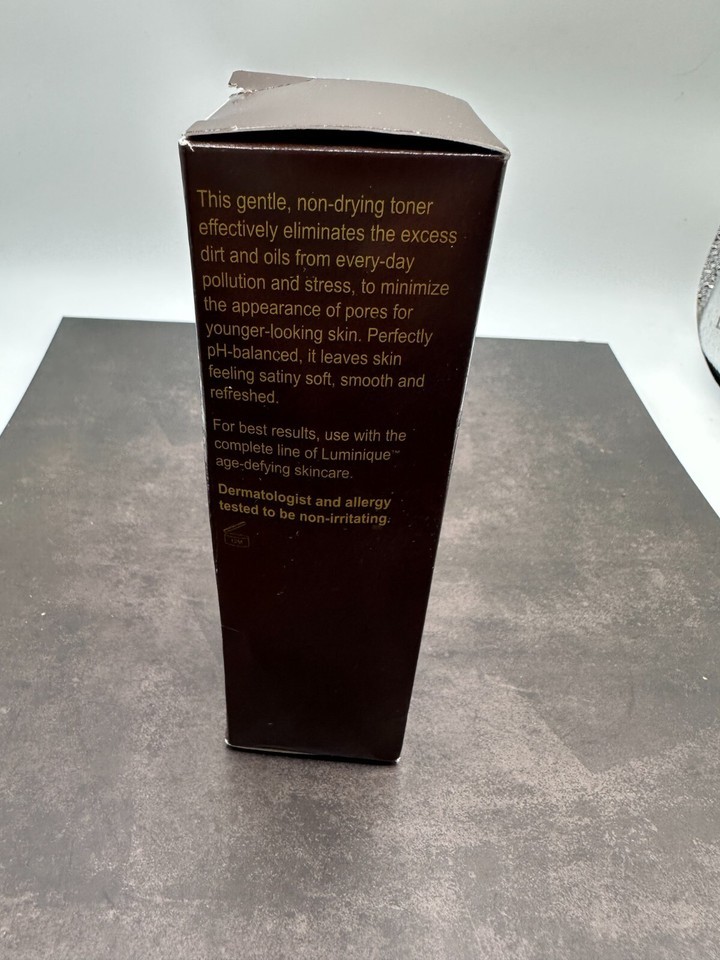 This gentle, non-drying toner
effectively eliminates the excess
dirt and oils from every-day
pollution and stress, to minimize
the appearance of pores for
younger-looking skin. Perfectly
pH-balanced, it leaves skin
feeling satiny soft, smooth and
refreshed.
For best results, use with the
complete line of Luminique™
age-defying skincare.
Dermatologist and allergy
tested to be non-irritating.